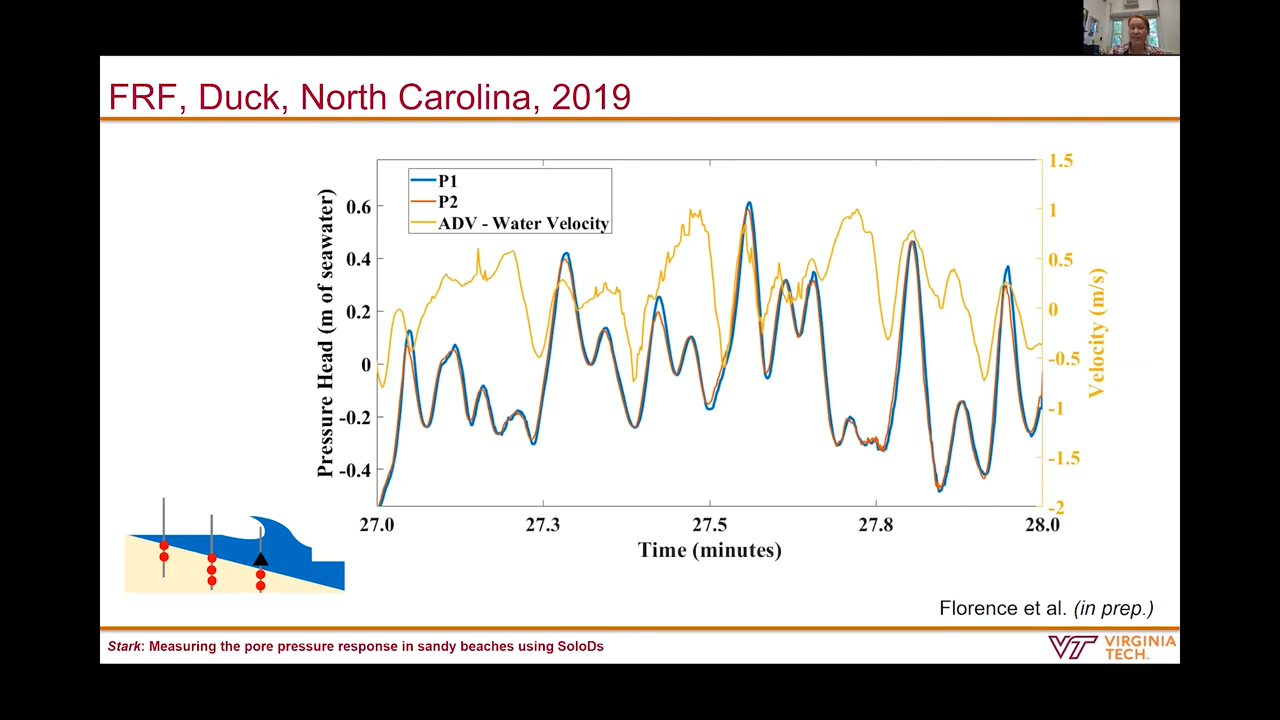 FRF, Duck, North Carolina, 2019
P1
P2
ADV - Water Velocity
Pressure Head (m of seawater)
0.6
0.4
0.2
0
-0.2
-0.4
1.5
1
0.5
0
-0.5
-1
-1.5
-2
Velocity (m/s)
27.0
27.3
27.5
27.8
28.0
Time (minutes)
Florence et al. (in prep.)
Stark: Measuring the pore pressure response in sandy beaches using SoloDs
VT VIRGINIA
TECH